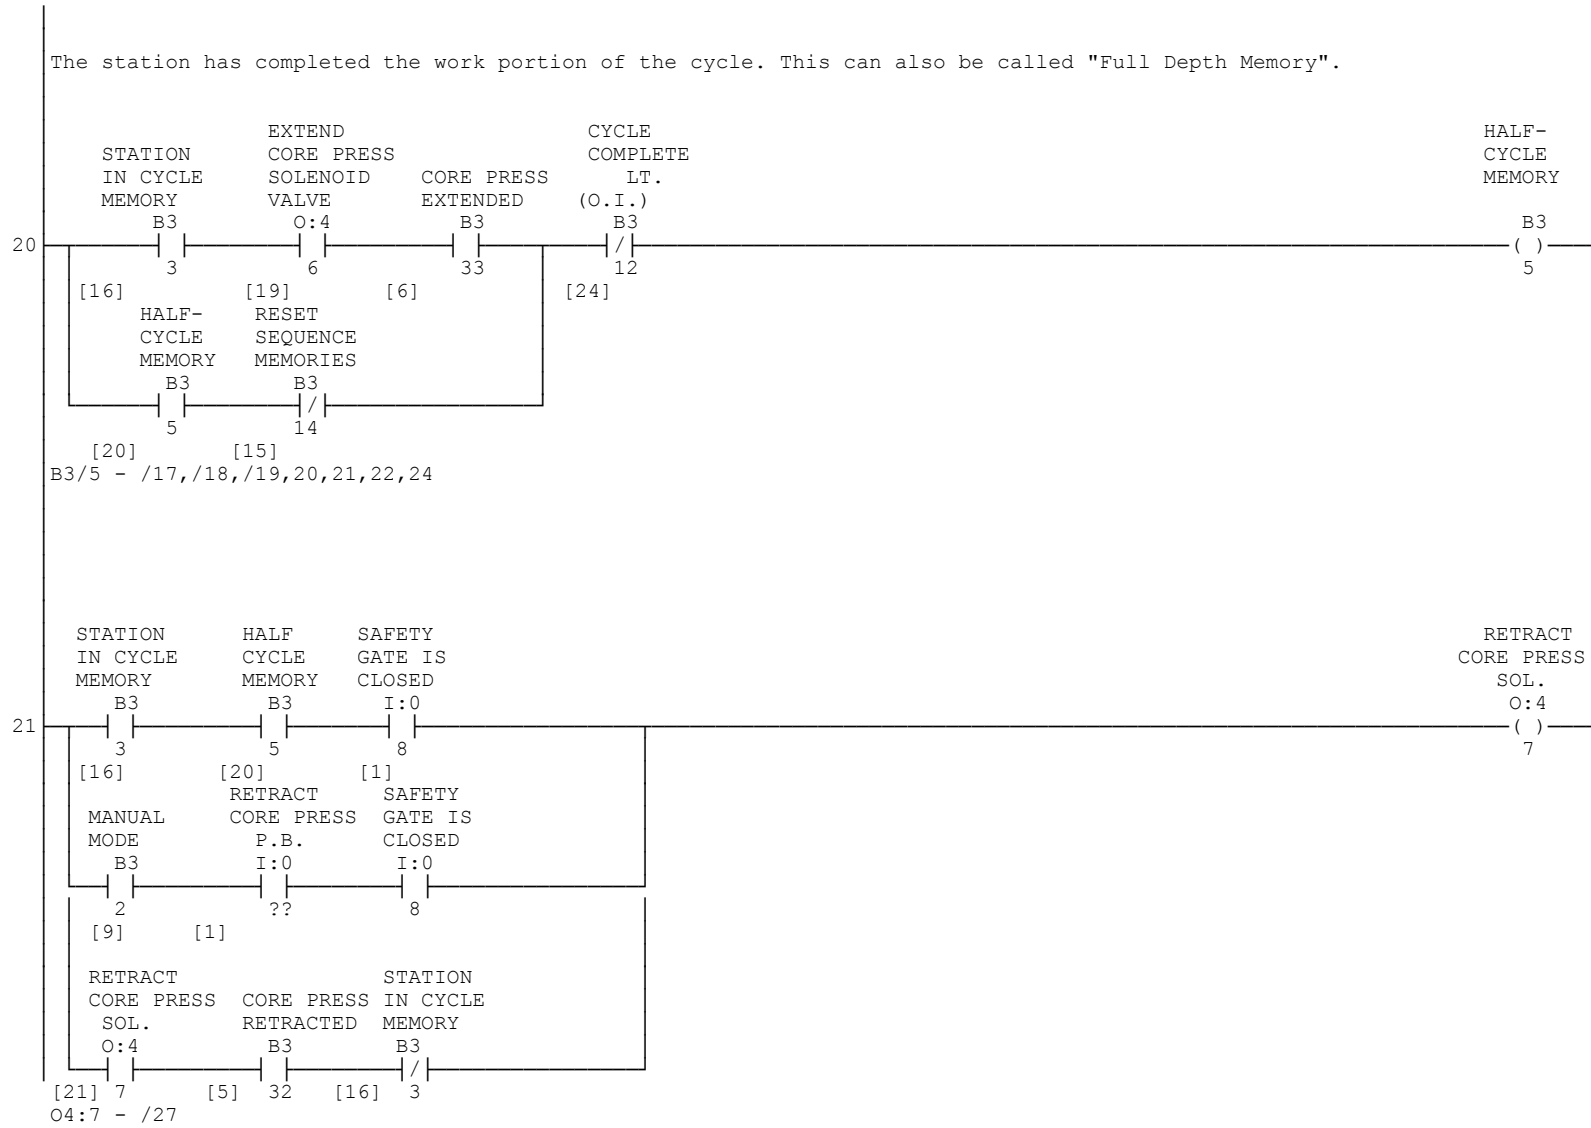 The station has completed the work portion of the cycle. This can also be called "Full Depth Memory".
EXTEND CYCLE HALF-
STATION CORE PRESS COMPLETE CYCLE
IN CYCLE SOLENOID CORE PRESS LT. MEMORY
MEMORY VALVE EXTENDED (O.I.)
B3 O:4 B3 B3 B3
20 / ( )
3 6 33 12 5
[16] [19] [6] [24]
HALF- RESET
CYCLE SEQUENCE
MEMORY MEMORIES
B3 B3
/
5 14
[20] [15]
B3/5 - /17,/18,/19,20,21,22,24
STATION HALF SAFETY RETRACT
IN CYCLE CYCLE GATE IS CORE PRESS
MEMORY MEMORY CLOSED SOL.
B3 B3 I:0 O:4
21 ( )
3 5 8 7
[16] [20] [1]
RETRACT SAFETY
MANUAL CORE PRESS GATE IS
MODE P.B. CLOSED
B3 I:0 I:0
2 ?? 8
[9] [1]
RETRACT STATION
CORE PRESS CORE PRESS IN CYCLE
SOL. RETRACTED MEMORY
O:4 B3 B3
/
[21] 7 [5] 32 [16] 3
O4:7 - /27